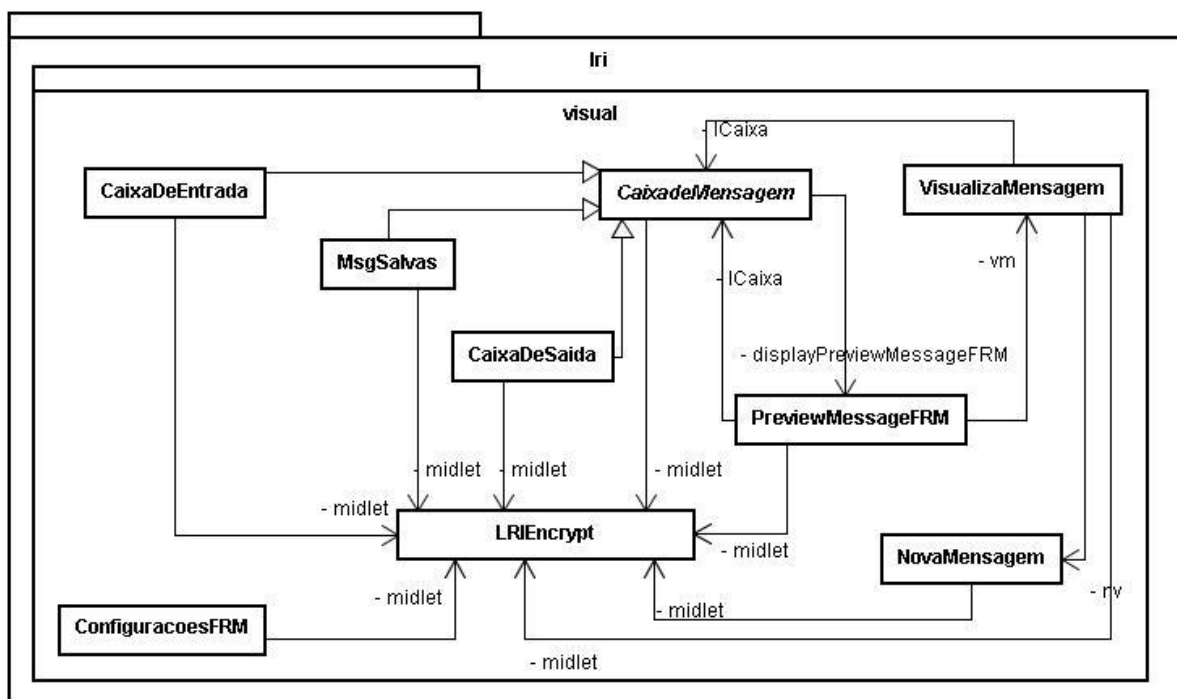 lri
visual
- lCaixa
CaixaDeEntrada
CaixadeMensagem
VisualizaMensagem
MsgSalvas
- lCaixa
- vm
CaixaDeSaida
- displayPreviewMessageFRM
PreviewMessageFRM
- midlet
- midlet
- midlet
- midlet
LRIEncrypt
- midlet
NovaMensagem
- midlet
- midlet
- nv
ConfiguracoesFRM
- midlet